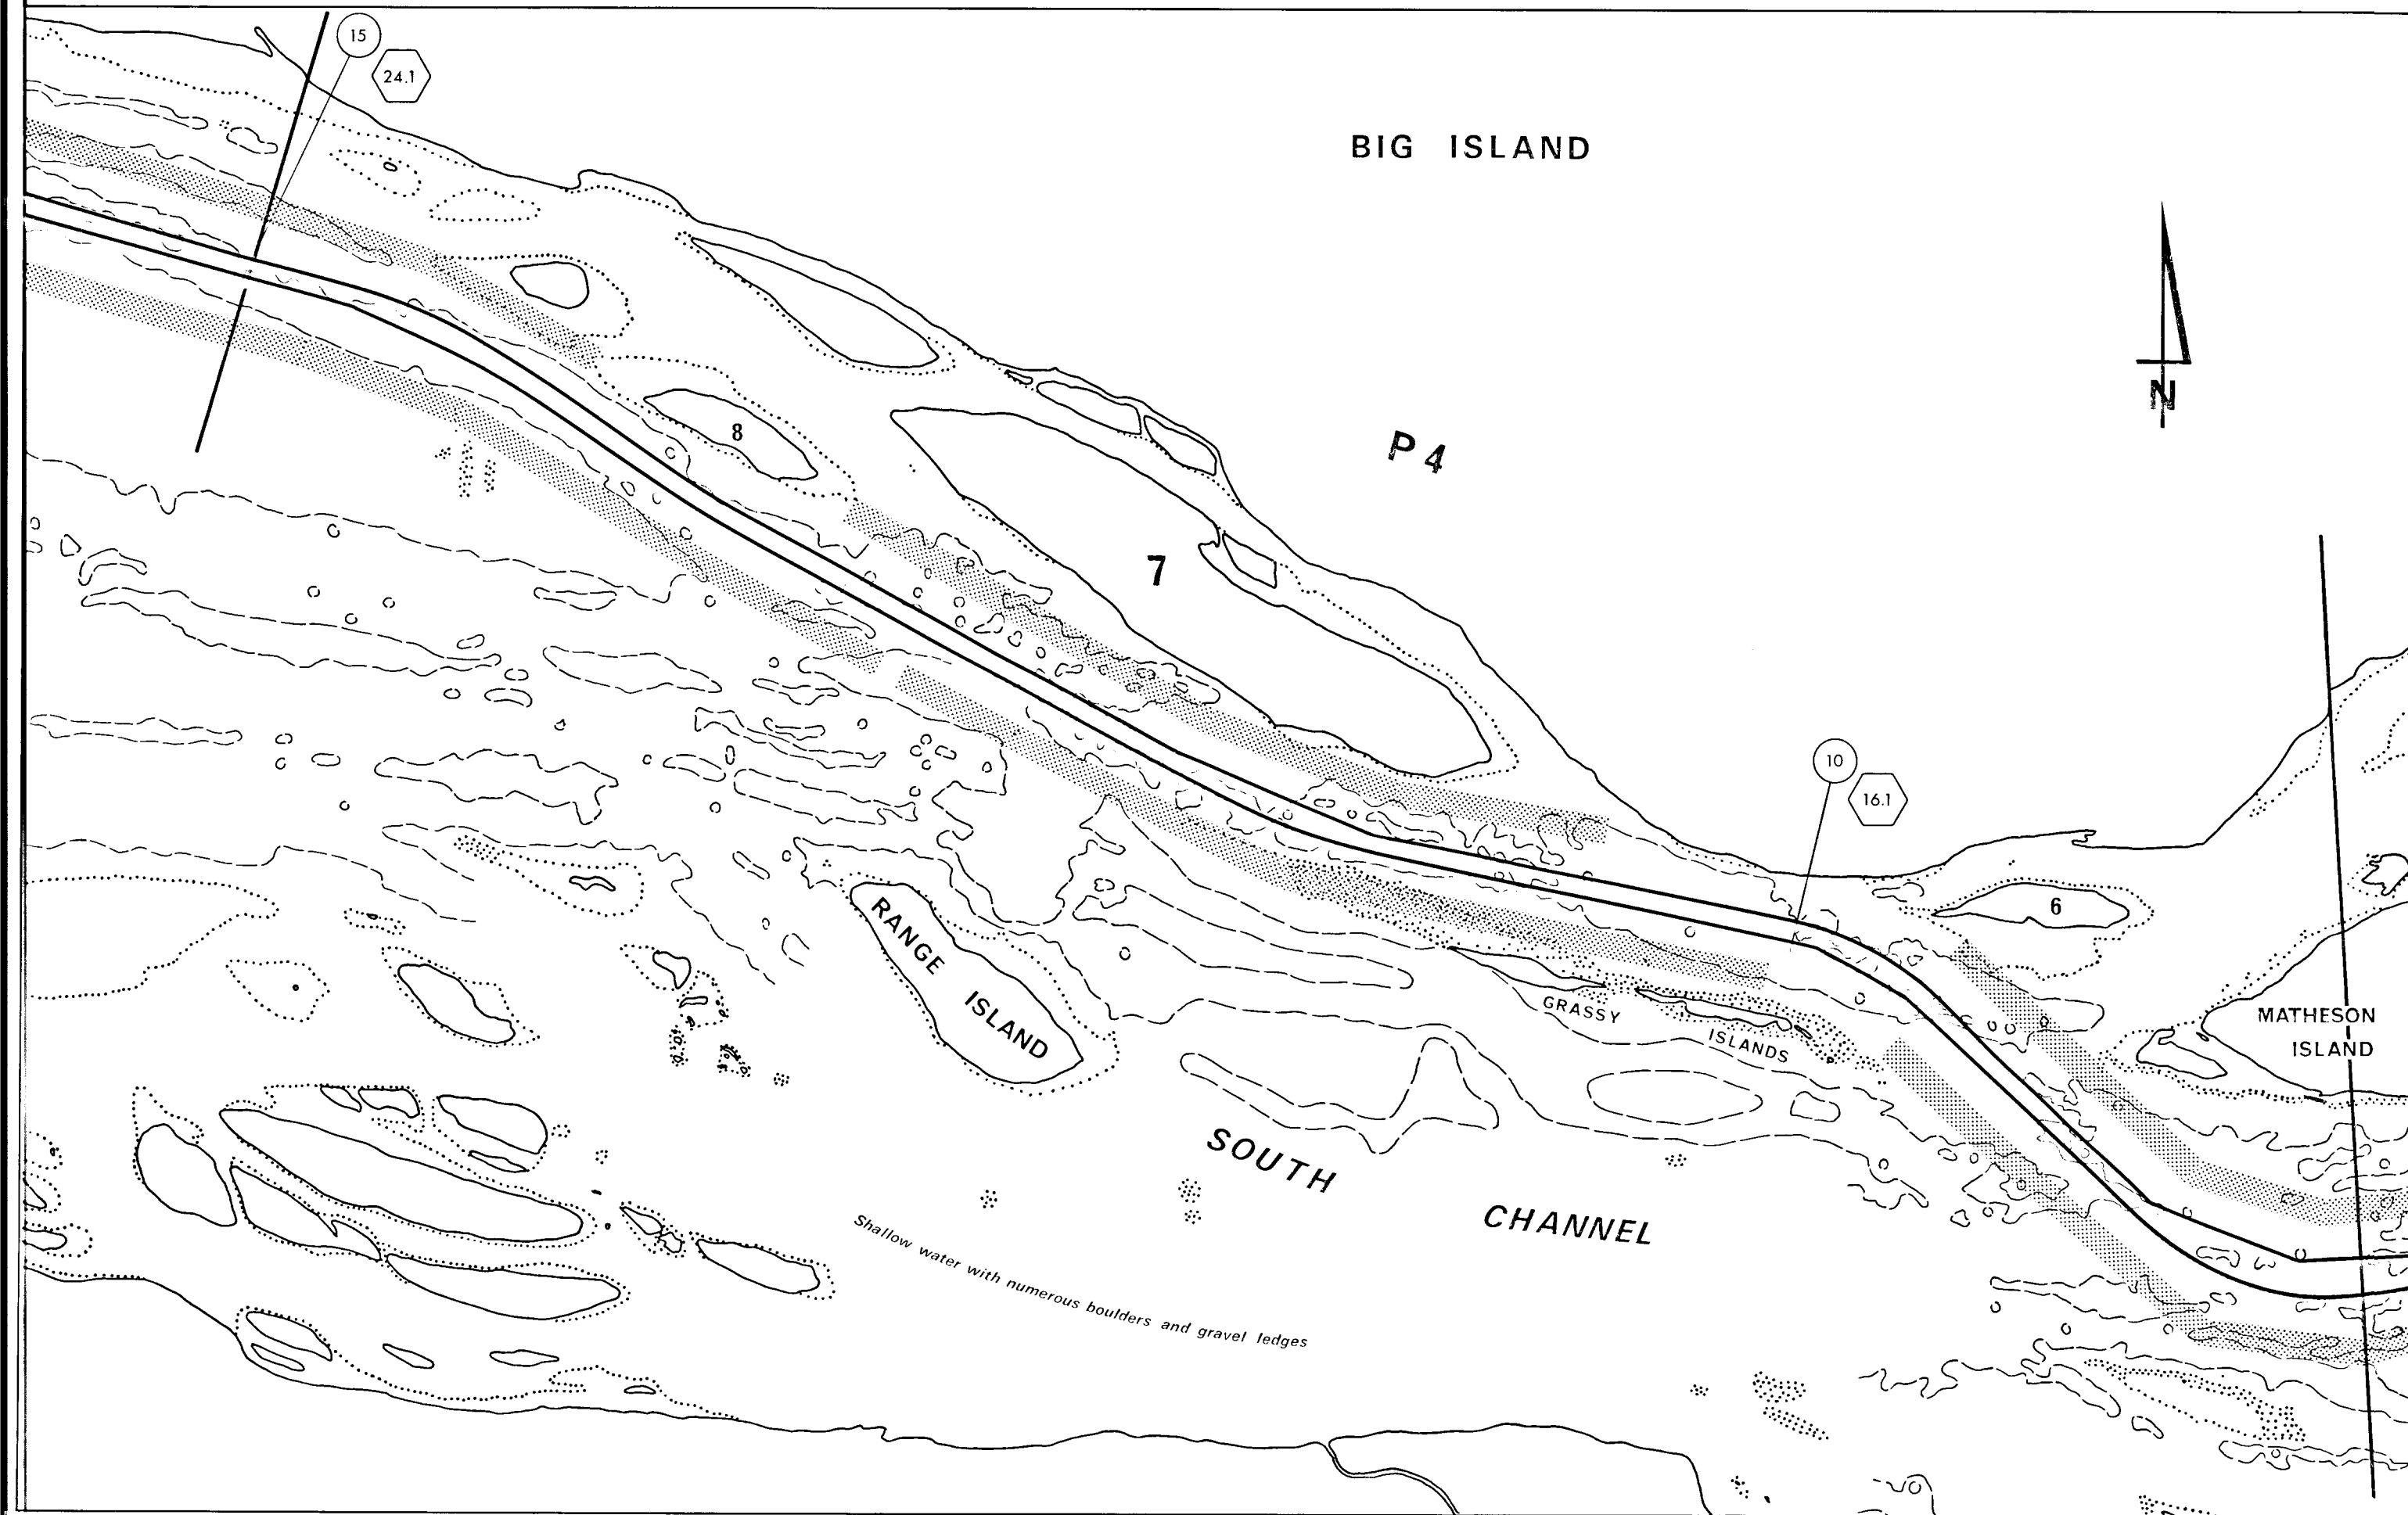 15
24.1
BIG ISLAND
N
8
P 4
7
10
16.1
6
RANGE
ISLAND
GRASSY
ISLANDS
MATHESON
ISLAND
SOUTH
CHANNEL
Shallow water with numerous boulders and gravel ledges